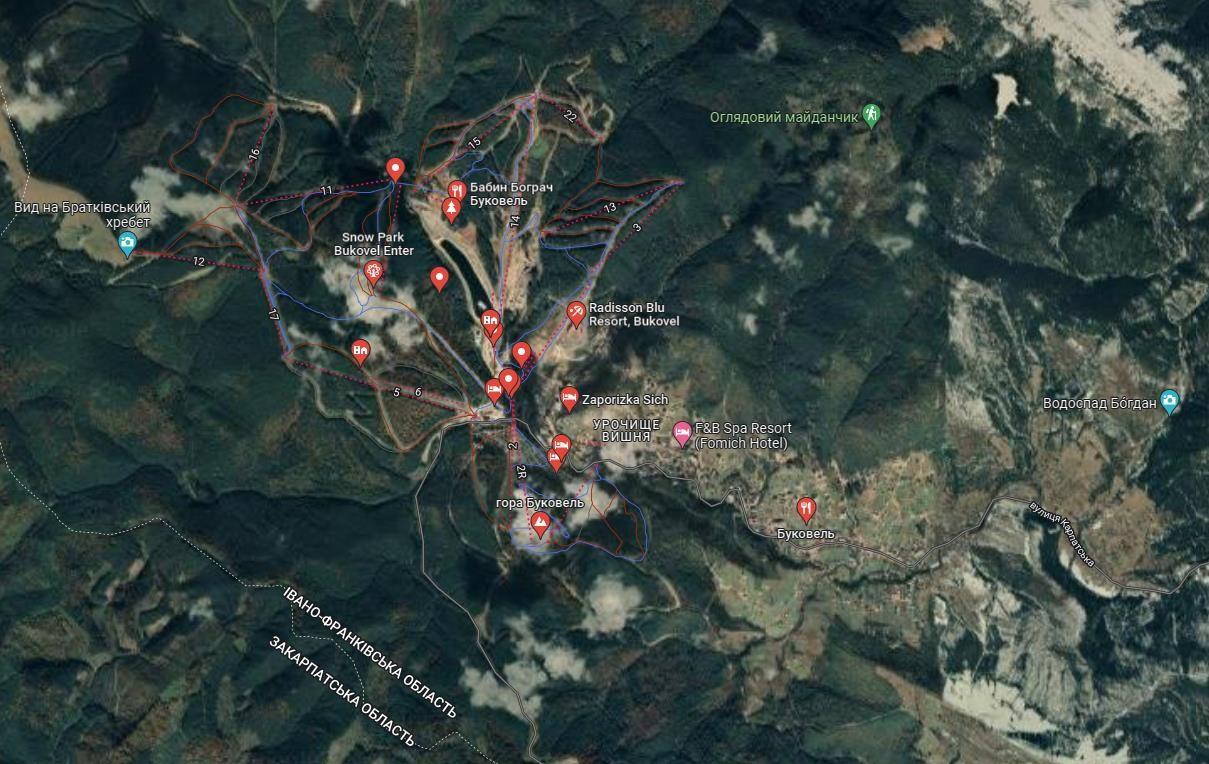 22
15
16
Оглядовий майданчик
11
Бабин Бограч
Буковель
13
14
3
Вид на Братківський
хребет
Snow Park
Bukovel Enter
12
17
Radisson Blu
Resort, Bukovel
5
6
Zaporizka Sich
Водоспад Бо́гдан
УРОЧИЩЕ
ВИШНЯ
F&B Spa Resort
(Fomich Hotel)
2
2R
гора Буковель
Буковель
вулиця Карпатська
ІВАНО-ФРАНКІВСЬКА ОБЛАСТЬ
ЗАКАРПАТСЬКА ОБЛАСТЬ